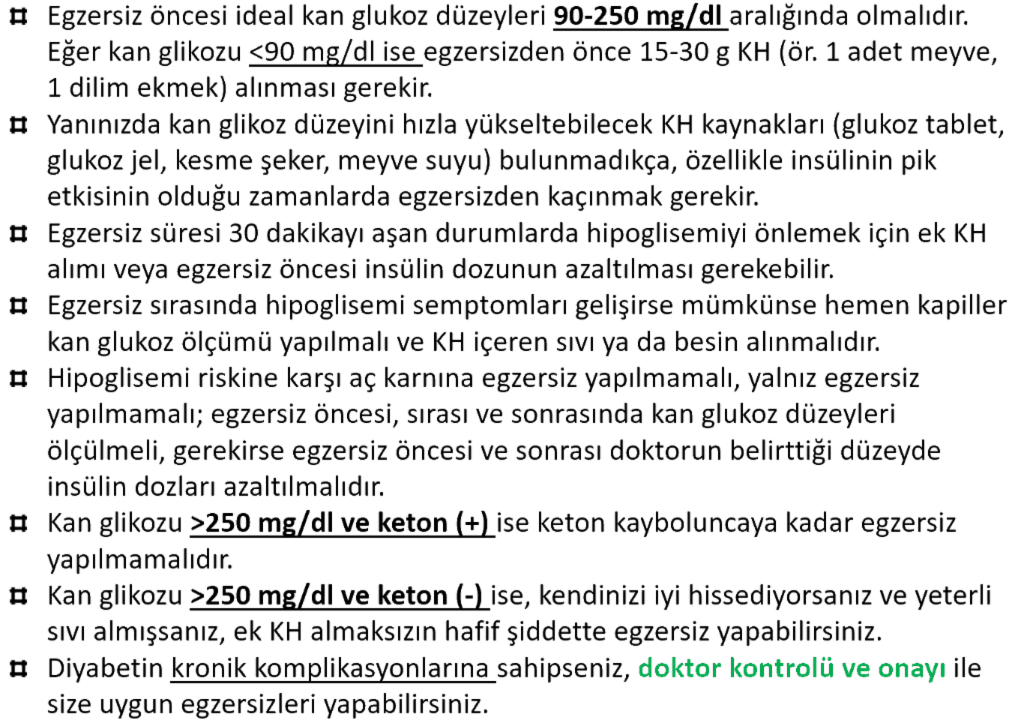 ⌗ Egzersiz öncesi ideal kan glukoz düzeyleri 90-250 mg/dl aralığında olmalıdır.
Eğer kan glikozu <90 mg/dl ise egzersizden önce 15-30 g KH (ör. 1 adet meyve,
1 dilim ekmek) alınması gerekir.
⌗ Yanınızda kan glikoz düzeyini hızla yükseltebilecek KH kaynakları (glukoz tablet,
glukoz jel, kesme şeker, meyve suyu) bulunmadıkça, özellikle insülinin pik
etkisinin olduğu zamanlarda egzersizden kaçınmak gerekir.
⌗ Egzersiz süresi 30 dakikayı aşan durumlarda hipoglisemiyi önlemek için ek KH
alımı veya egzersiz öncesi insülin dozunun azaltılması gerekebilir.
⌗ Egzersiz sırasında hipoglisemi semptomları gelişirse mümkünse hemen kapiller
kan glukoz ölçümü yapılmalı ve KH içeren sıvı ya da besin alınmalıdır.
⌗ Hipoglisemi riskine karşı aç karnına egzersiz yapılmamalı, yalnız egzersiz
yapılmamalı; egzersiz öncesi, sırası ve sonrasında kan glukoz düzeyleri
ölçülmeli, gerekirse egzersiz öncesi ve sonrası doktorun belirttiği düzeyde
insülin dozları azaltılmalıdır.
⌗ Kan glikozu >250 mg/dl ve keton (+) ise keton kayboluncaya kadar egzersiz
yapılmamalıdır.
⌗ Kan glikozu >250 mg/dl ve keton (-) ise, kendinizi iyi hissediyorsanız ve yeterli
sıvı almışsanız, ek KH almaksızın hafif şiddette egzersiz yapabilirsiniz.
⌗ Diyabetin kronik komplikasyonlarına sahipseniz, doktor kontrolü ve onayı ile
size uygun egzersizleri yapabilirsiniz.